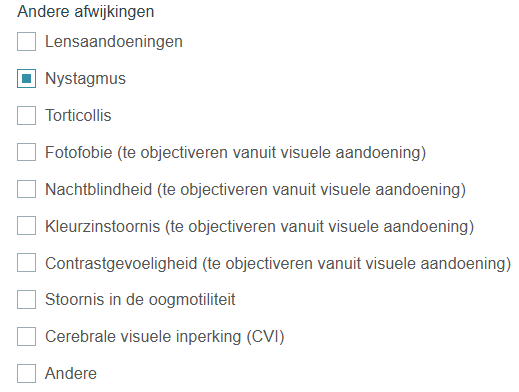 Andere afwijkingen
Lensaandoeningen
Nystagmus
Torticollis
Fotofobie (te objectiveren vanuit visuele aandoening)
Nachtblindheid (te objectiveren vanuit visuele aandoening)
Kleurzinstoornis (te objectiveren vanuit visuele aandoening)
Contrastgevoeligheid (te objectiveren vanuit visuele aandoening)
Stoornis in de oogmotiliteit
Cerebrale visuele inperking (CVI)
Andere